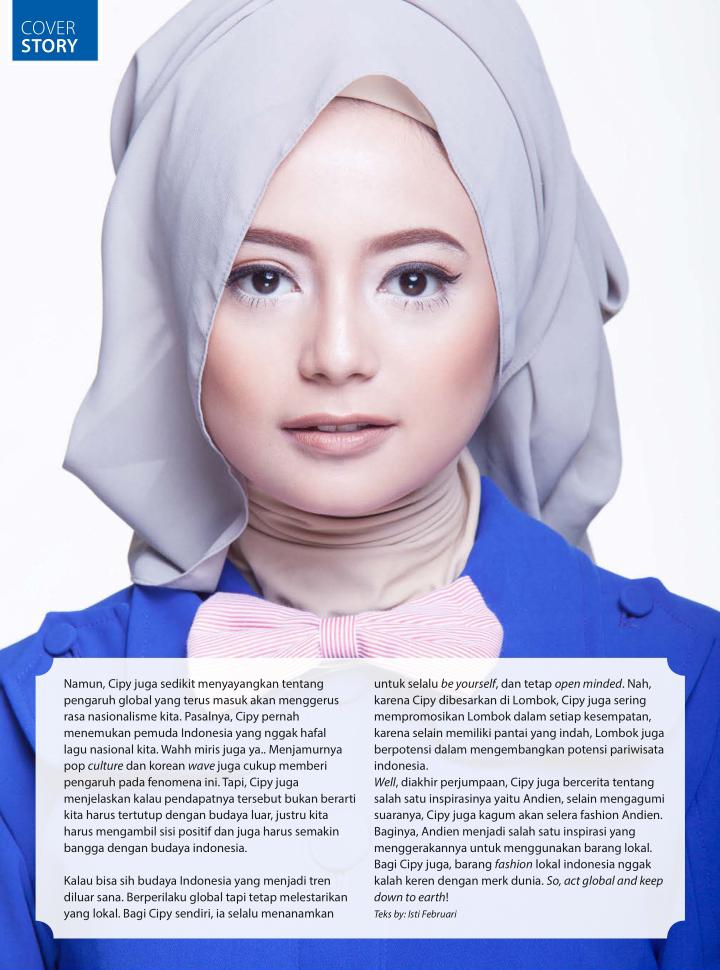 COVER
STORY
Namun, Cipy juga sedikit menyayangkan tentang
pengaruh global yang terus masuk akan menggerus
rasa nasionalisme kita. Pasalnya, Cipy pernah
menemukan pemuda Indonesia yang nggak hafal
lagu nasional kita. Wahh miris juga ya.. Menjamurnya
pop culture dan korean wave juga cukup memberi
pengaruh pada fenomena ini. Tapi, Cipy juga
menjelaskan kalau pendapatnya tersebut bukan berarti
kita harus tertutup dengan budaya luar, justru kita
harus mengambil sisi positif dan juga harus semakin
bangga dengan budaya indonesia.

Kalau bisa sih budaya Indonesia yang menjadi tren
diluar sana. Berperilaku global tapi tetap melestarikan
yang lokal. Bagi Cipy sendiri, ia selalu menanamkan
untuk selalu be yourself, dan tetap open minded. Nah,
karena Cipy dibesarkan di Lombok, Cipy juga sering
mempromosikan Lombok dalam setiap kesempatan,
karena selain memiliki pantai yang indah, Lombok juga
berpotensi dalam mengembangkan potensi pariwisata
indonesia.
Well, diakhir perjumpaan, Cipy juga bercerita tentang
salah satu inspirasinya yaitu Andien, selain mengagumi
suaranya, Cipy juga kagum akan selera fashion Andien.
Baginya, Andien menjadi salah satu inspirasi yang
menggerakannya untuk menggunakan barang lokal.
Bagi Cipy juga, barang fashion lokal indonesia nggak
kalah keren dengan merk dunia. So, act global and keep
down to earth!
Teks by: Isti Februari